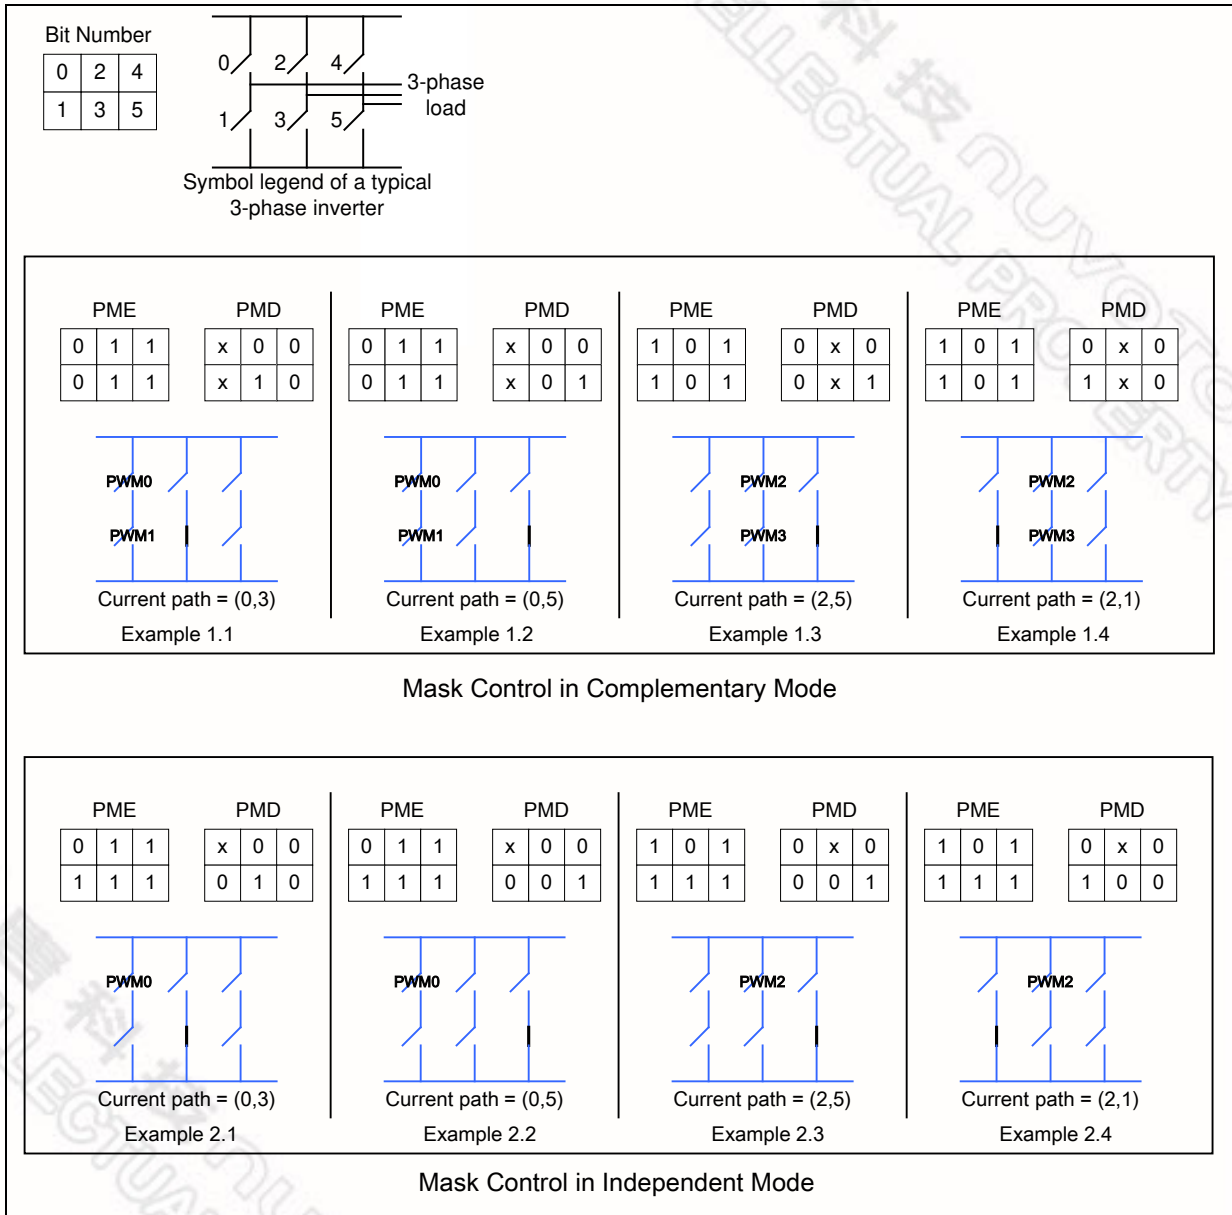 Bit Number
0 2 4
1 3 5
0 2 4
3-phase
load
1 3 5
Symbol legend of a typical
3-phase inverter
PME PMD PME PMD PME PMD PME PMD
0 1 1 x 0 0 0 1 1 x 0 0 1 0 1 0 x 0 1 0 1 0 x 0
0 1 1 x 1 0 0 1 1 x 0 1 1 0 1 0 x 1 1 0 1 1 x 0
PWM0 PWM0 PWM2 PWM2
PWM1 PWM1 PWM3 PWM3
Current path = (0,3) Current path = (0,5) Current path = (2,5) Current path = (2,1)
Example 1.1 Example 1.2 Example 1.3 Example 1.4
Mask Control in Complementary Mode
PME PMD PME PMD PME PMD PME PMD
0 1 1 x 0 0 0 1 1 x 0 0 1 0 1 0 x 0 1 0 1 0 x 0
1 1 1 0 1 0 1 1 1 0 0 1 1 1 1 0 0 1 1 1 1 1 0 0
PWM0 PWM0 PWM2 PWM2
Current path = (0,3) Current path = (0,5) Current path = (2,5) Current path = (2,1)
Example 2.1 Example 2.2 Example 2.3 Example 2.4
Mask Control in Independent Mode
科技 nuvoTo
ELLECTUAL PROPERTY
科技 nu
ELLECTUAL